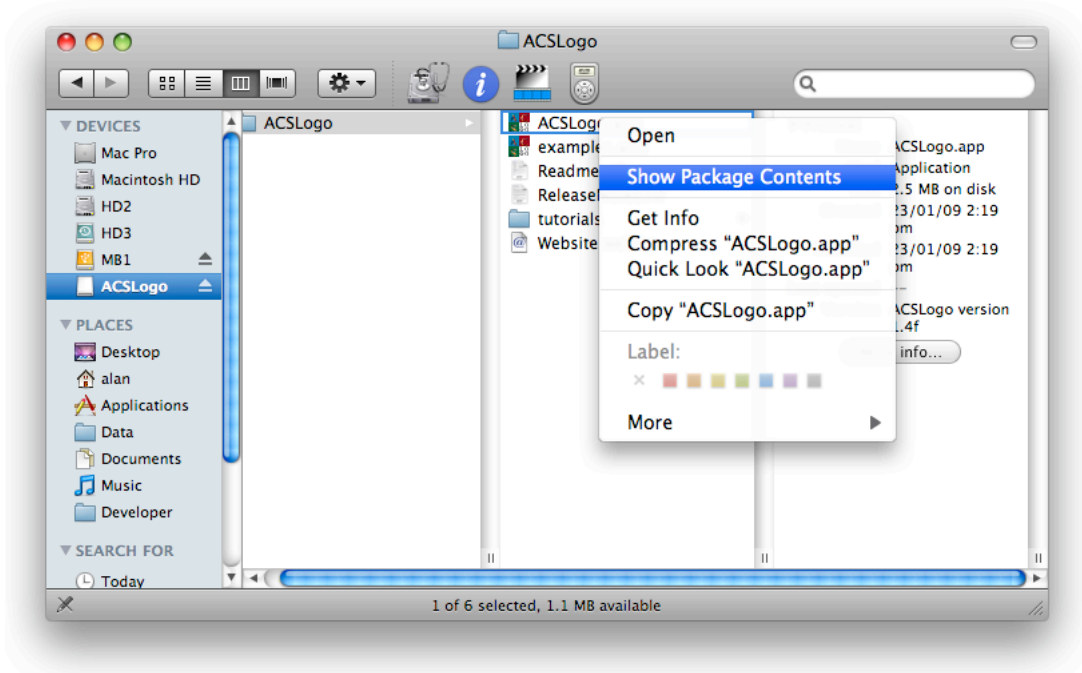 ACSLogo
DEVICES
Mac Pro
Macintosh HD
HD2
HD3
MB1
ACSLogo
PLACES
Desktop
alan
Applications
Data
Documents
Music
Developer
SEARCH FOR
Today
ACSLogo
ACSLogo
example
Readme
Release
tutorials
Website
Open
Show Package Contents
Get Info
Compress “ACSLogo.app”
Quick Look “ACSLogo.app”
Copy “ACSLogo.app”
Label:
More
ACSLogo.app
Application
2.5 MB on disk
23/01/09 2:19
pm
23/01/09 2:19
pm
--
ACSLogo version
1.4f
info...
1 of 6 selected, 1.1 MB available